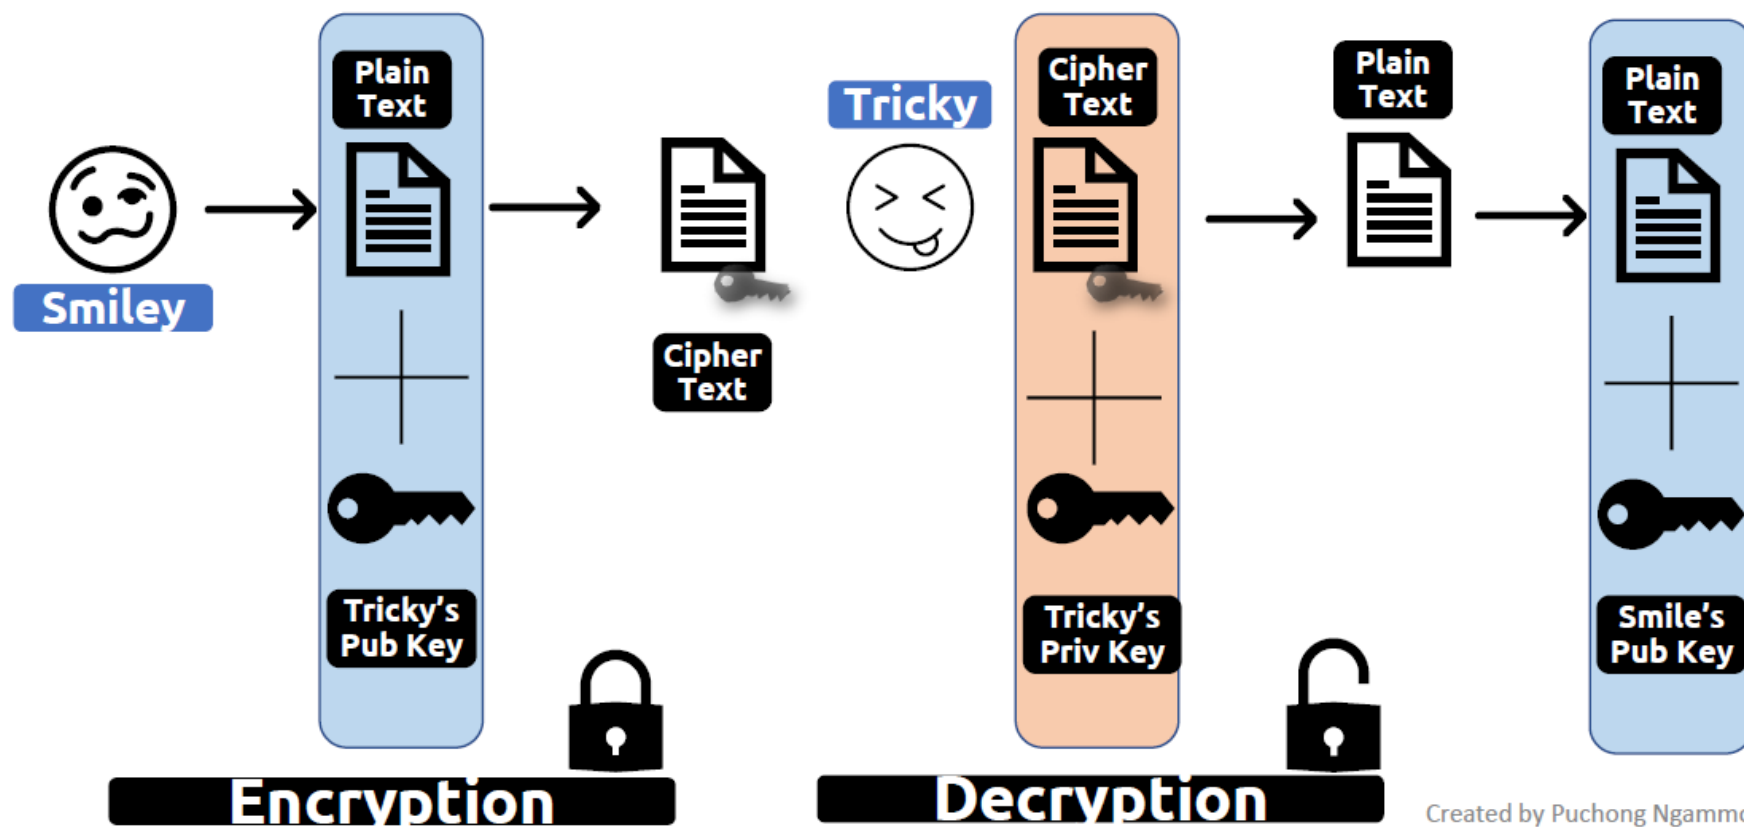 Smiley
Plain
Text
Tricky's
Pub Key
Cipher
Text
Encryption
Tricky
Cipher
Text
Tricky's
Priv Key
Plain
Text
Decryption
Plain
Text
Smile's
Pub Key
Created by Puchong